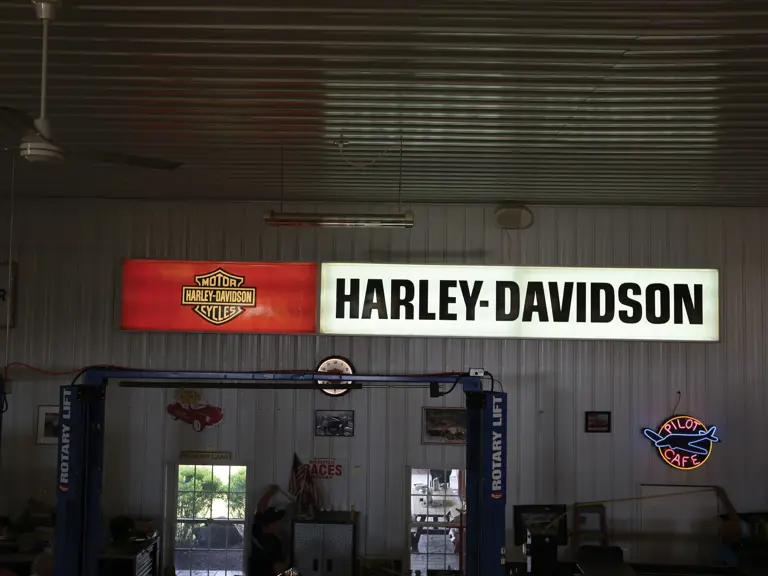 MOTOR
HARLEY-DAVIDSON
CYCLES
HARLEY-DAVIDSON
ROTARY LIFT
ROTARY LIFT
RACES
PILOT
CAFE